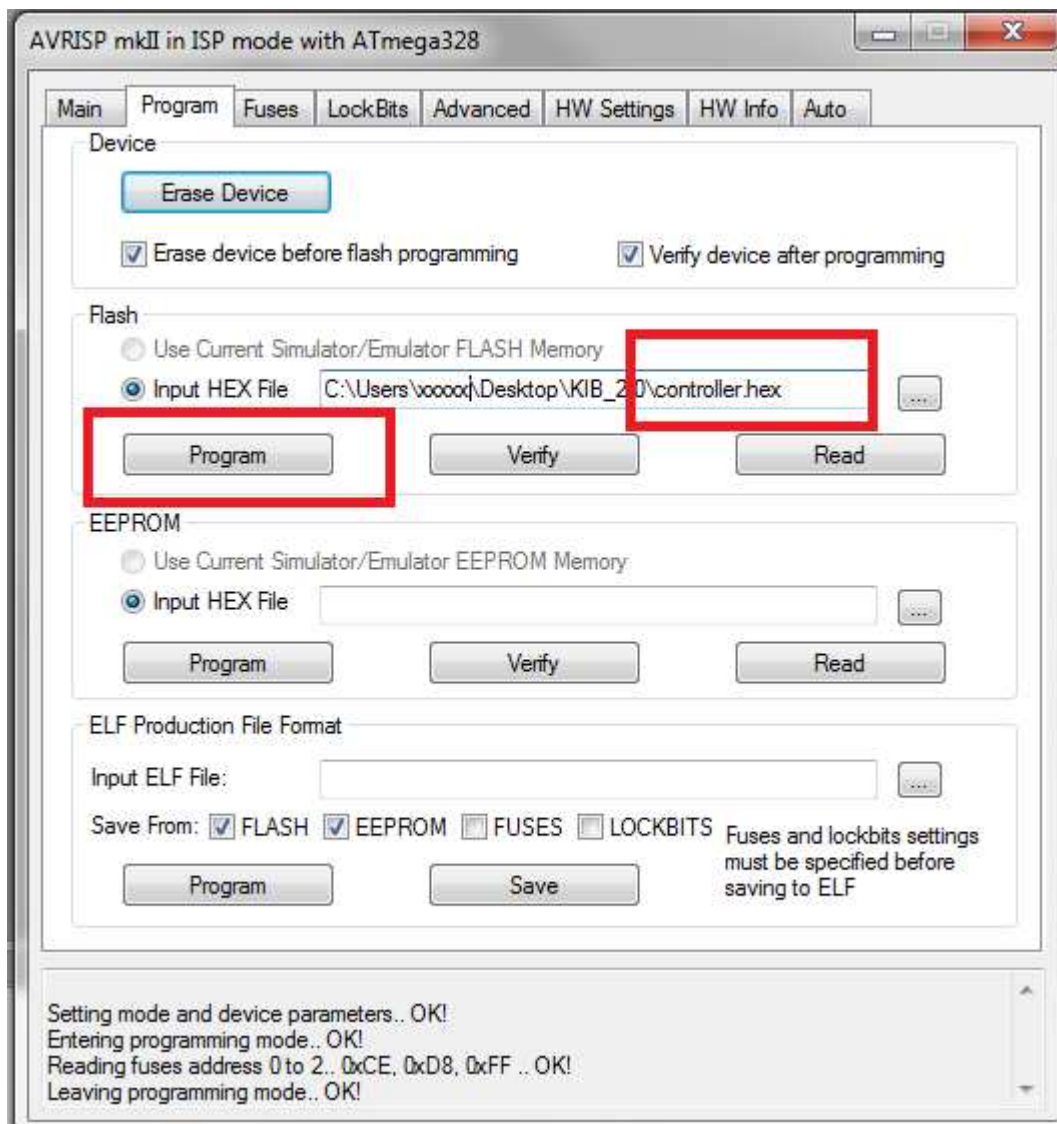 AVRISP mkII in ISP mode with ATmega328
Main Program Fuses LockBits Advanced HW Settings HW Info Auto
Device
Erase Device
Erase device before flash programming Verify device after programming
Flash
Use Current Simulator/Emulator FLASH Memory
Input HEX File C:\Users\xxxxx\Desktop\KIB_2.0\controller.hex ...
Program Verify Read
EEPROM
Use Current Simulator/Emulator EEPROM Memory
Input HEX File ...
Program Verify Read
ELF Production File Format
Input ELF File: ...
Save From: FLASH EEPROM FUSES LOCKBITS Fuses and lockbits settings
must be specified before
Program Save saving to ELF
Setting mode and device parameters.. OK!
Entering programming mode.. OK!
Reading fuses address 0 to 2.. 0xCE, 0xD8, 0xFF .. OK!
Leaving programming mode.. OK!